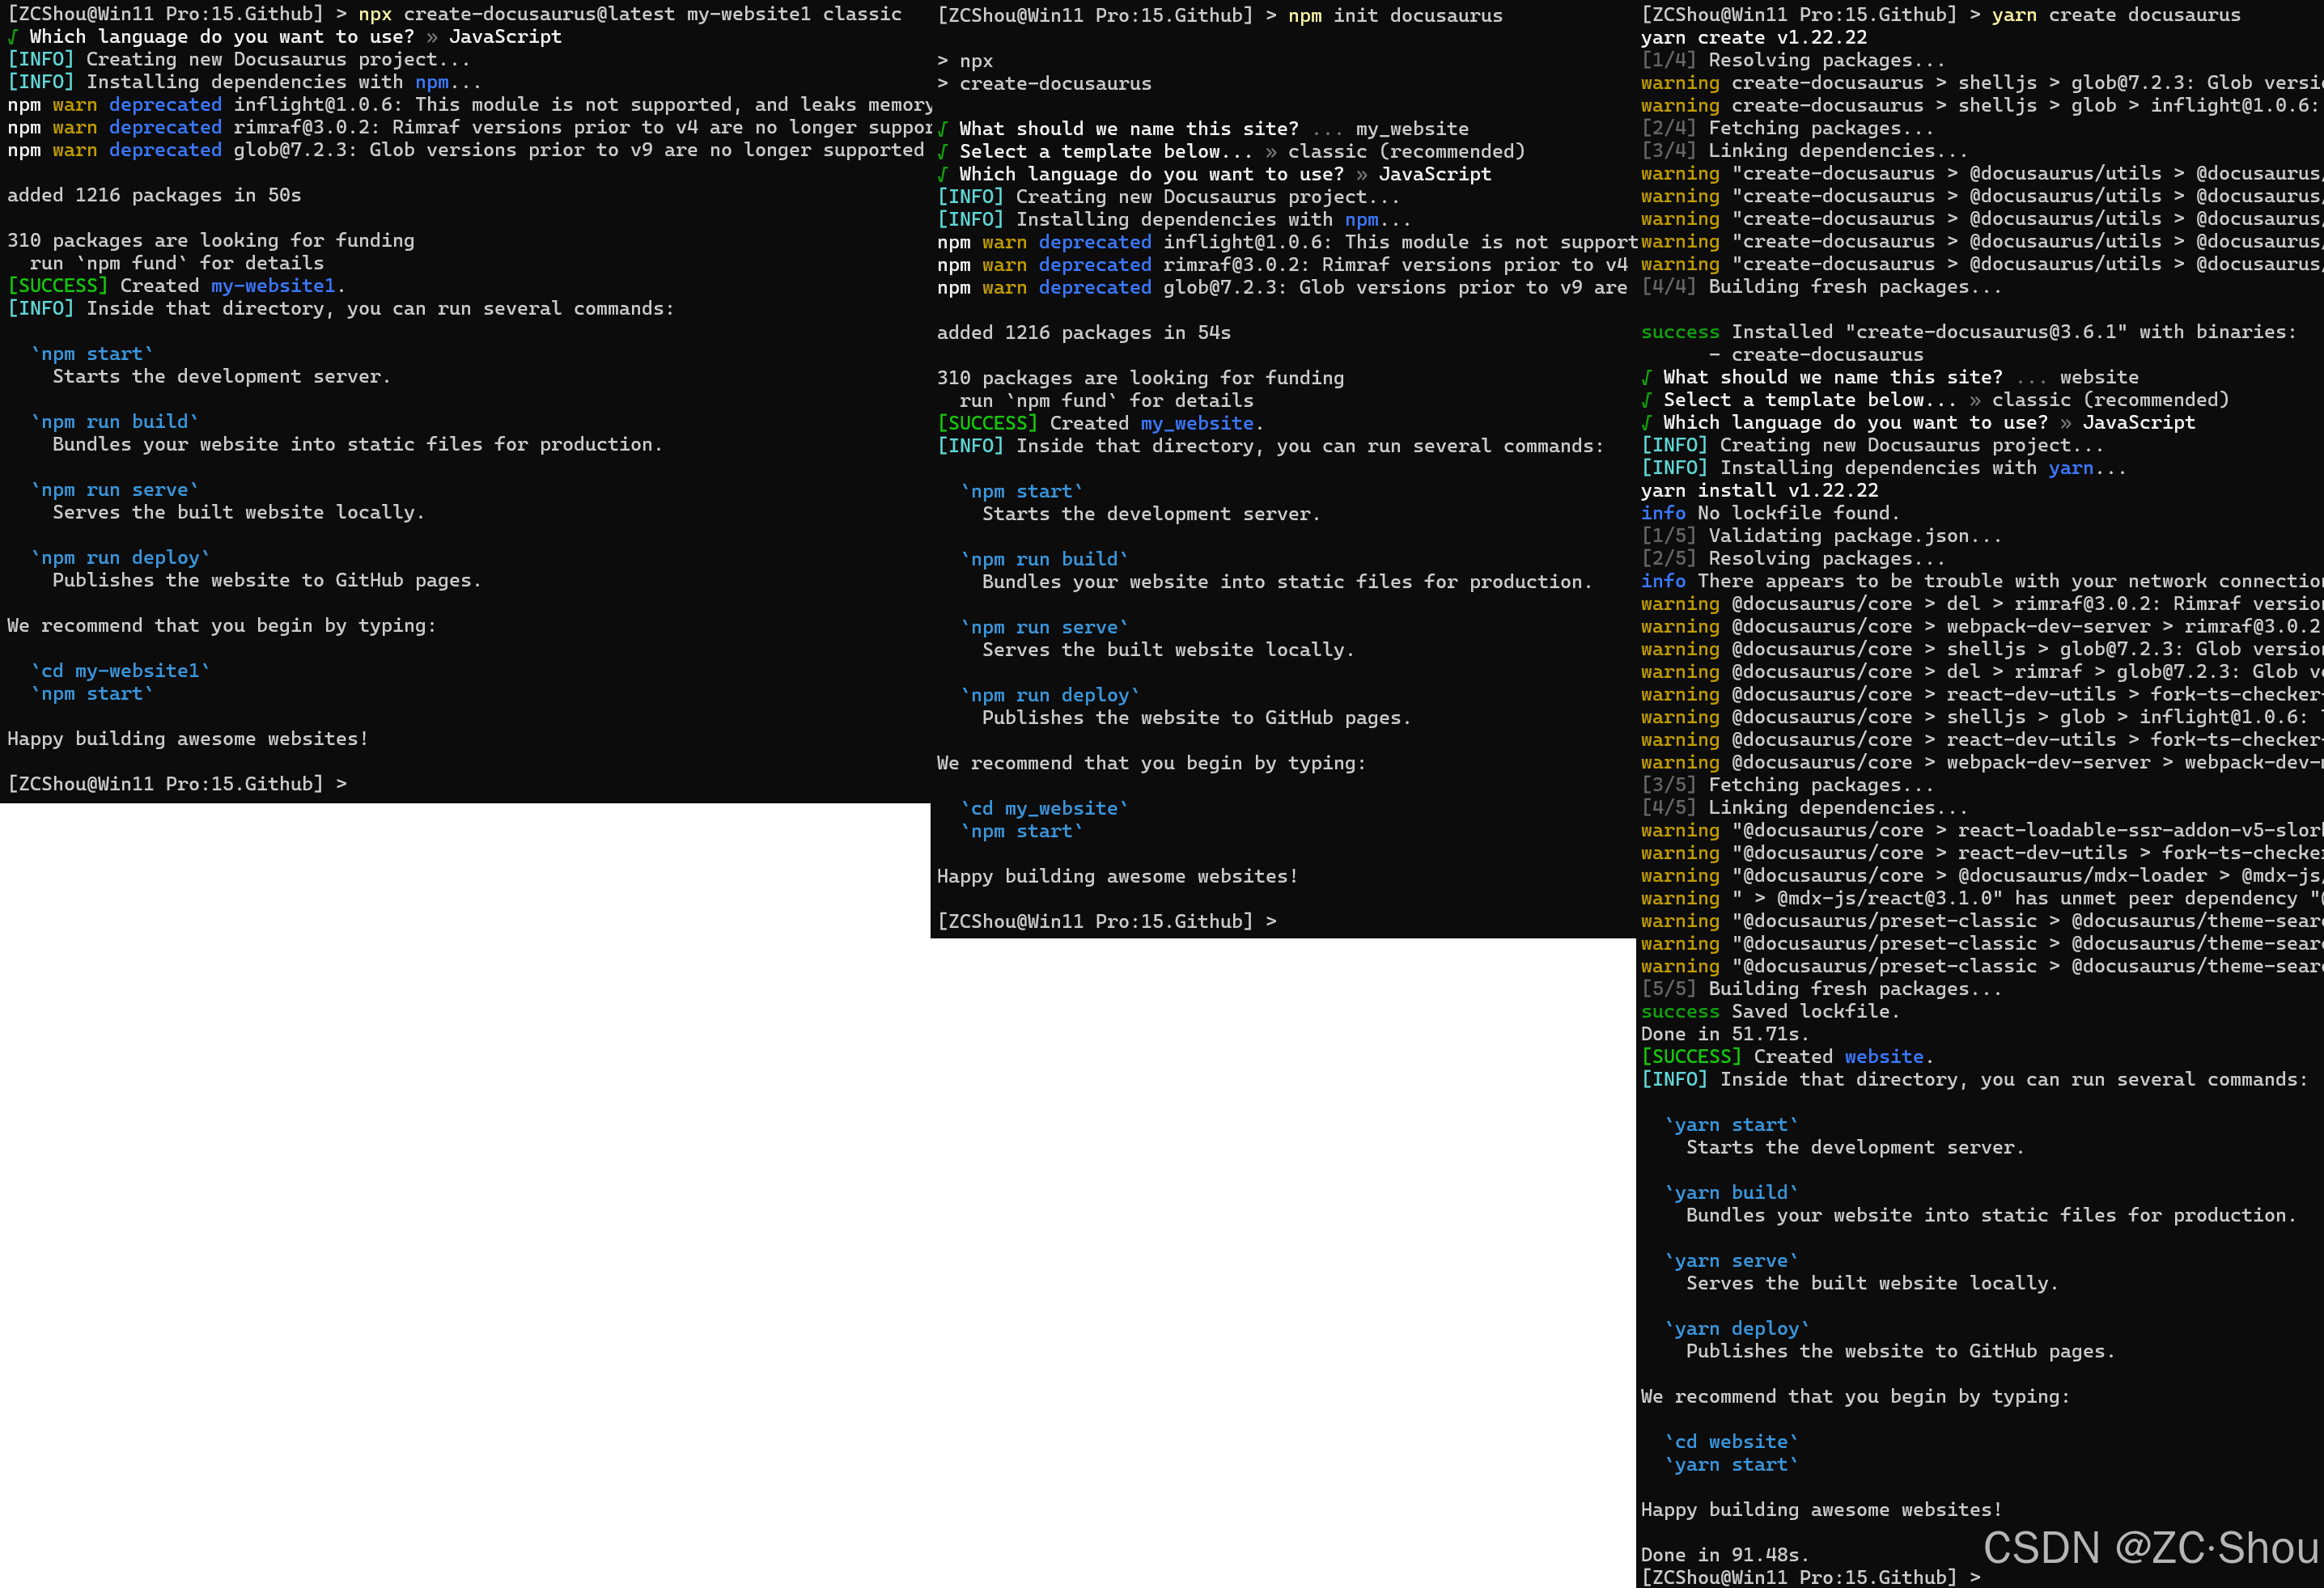 [ZCShou@Win11 Pro:15.Github] > npx create-docusaurus@latest my-website1 classic
√ Which language do you want to use? » JavaScript
[INFO] Creating new Docusaurus project...
[INFO] Installing dependencies with npm...
npm warn deprecated inflight@1.0.6: This module is not supported, and leaks memory
npm warn deprecated rimraf@3.0.2: Rimraf versions prior to v4 are no longer
npm warn deprecated glob@7.2.3: Glob versions prior to v9 are no longer supported
added 1216 packages in 50s
310 packages are looking for funding
run `npm fund` for details
[SUCCESS] Created my-website1.
[INFO] Inside that directory, you can run several commands:
`npm start`
Starts the development server.
`npm run build`
Bundles your website into static files for production.
`npm run serve`
Serves the built website locally.
`npm run deploy`
Publishes the website to GitHub pages.
We recommend that you begin by typing:
`cd my-website1`
`npm start`
Happy building awesome websites!
[ZCShou@Win11 Pro:15.Github] >
[ZCShou@Win11 Pro:15.Github] > npm init docusaurus
> npx
> create-docusaurus
√ What should we name this site? ... my_website
√ Select a template below... » classic (recommended)
√ Which language do you want to use? » JavaScript
[INFO] Creating new Docusaurus project...
[INFO] Installing dependencies with npm...
npm warn deprecated inflight@1.0.6: This module is not support
npm warn deprecated rimraf@3.0.2: Rimraf versions prior to v4
npm warn deprecated glob@7.2.3: Glob versions prior to v9 are
added 1216 packages in 54s
310 packages are looking for funding
run `npm fund` for details
[SUCCESS] Created my_website.
[INFO] Inside that directory, you can run several commands:
`npm start`
Starts the development server.
`npm run build`
Bundles your website into static files for production.
`npm run serve`
Serves the built website locally.
`npm run deploy`
Publishes the website to GitHub pages.
We recommend that you begin by typing:
`cd my_website`
`npm start`
Happy building awesome websites!
[ZCShou@Win11 Pro:15.Github] >
[ZCShou@Win11 Pro:15.Github] > yarn create docusaurus
yarn create v1.22.22
[1/4] Resolving packages...
warning create-docusaurus > shelljs > glob@7.2.3: Glob versi
warning create-docusaurus > shelljs > glob > inflight@1.0.6:
[2/4] Fetching packages...
[3/4] Linking dependencies...
warning "create-docusaurus > @docusaurus/utils > @docusaurus/
warning "create-docusaurus > @docusaurus/utils > @docusaurus/
warning "create-docusaurus > @docusaurus/utils > @docusaurus/
warning "create-docusaurus > @docusaurus/utils > @docusaurus/
warning "create-docusaurus > @docusaurus/utils > @docusaurus/
[4/4] Building fresh packages...
success Installed "create-docusaurus@3.6.1" with binaries:
- create-docusaurus
√ What should we name this site? ... website
√ Select a template below... » classic (recommended)
√ Which language do you want to use? » JavaScript
[INFO] Creating new Docusaurus project...
[INFO] Installing dependencies with yarn...
yarn install v1.22.22
info No lockfile found.
[1/5] Validating package.json...
[2/5] Resolving packages...
info There appears to be trouble with your network connection
warning @docusaurus/core > del > rimraf@3.0.2: Rimraf version
warning @docusaurus/core > webpack-dev-server > rimraf@3.0.2
warning @docusaurus/core > shelljs > glob@7.2.3: Glob version
warning @docusaurus/core > del > rimraf > glob@7.2.3: Glob v
warning @docusaurus/core > react-dev-utils > fork-ts-checker-
warning @docusaurus/core > shelljs > glob > inflight@1.0.6:
warning @docusaurus/core > react-dev-utils > fork-ts-checker-
warning @docusaurus/core > webpack-dev-server > webpack-dev-
[3/5] Fetching packages...
[4/5] Linking dependencies...
warning "@docusaurus/core > react-loadable-ssr-addon-v5-slor
warning "@docusaurus/core > react-dev-utils > fork-ts-checker
warning "@docusaurus/core > @docusaurus/mdx-loader > @mdx-js/
warning " > @mdx-js/react@3.1.0" has unmet peer dependency "
warning "@docusaurus/preset-classic > @docusaurus/theme-sear
warning "@docusaurus/preset-classic > @docusaurus/theme-sear
warning "@docusaurus/preset-classic > @docusaurus/theme-sear
[5/5] Building fresh packages...
success Saved lockfile.
Done in 51.71s.
[SUCCESS] Created website.
[INFO] Inside that directory, you can run several commands:
`yarn start`
Starts the development server.
`yarn build`
Bundles your website into static files for production.
`yarn serve`
Serves the built website locally.
`yarn deploy`
Publishes the website to GitHub pages.
We recommend that you begin by typing:
`cd website`
`yarn start`
Happy building awesome websites!
Done in 91.48s.
[ZCShou@Win11 Pro:15.Github] >
CSDN @ZC·Shou